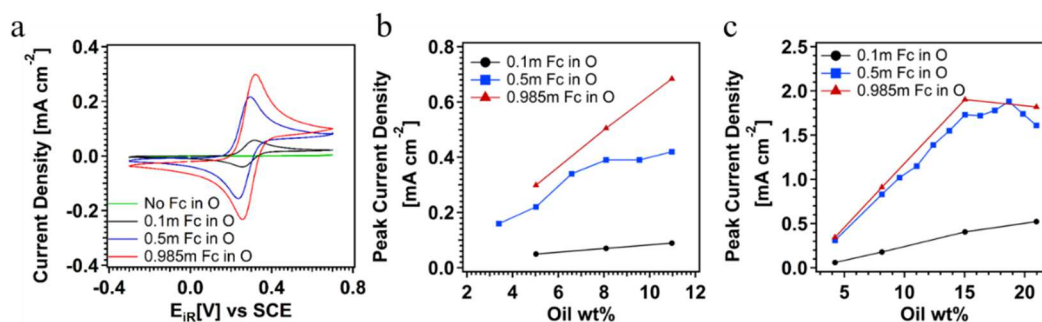 a
Current Density [mA cm⁻²]
0.4
0.2
0.0
-0.2
-0.4
No Fc in O
0.1m Fc in O
0.5m Fc in O
0.985m Fc in O
-0.4 0.0 0.4 0.8
E_iR[V] vs SCE
b
Peak Current Density
[mA cm⁻²]
0.8
0.6
0.4
0.2
0.0
0.1m Fc in O
0.5m Fc in O
0.985m Fc in O
2 4 6 8 10 12
Oil wt%
c
Peak Current Density
[mA cm⁻²]
2.5
2.0
1.5
1.0
0.5
0.0
0.1m Fc in O
0.5m Fc in O
0.985m Fc in O
5 10 15 20
Oil wt%